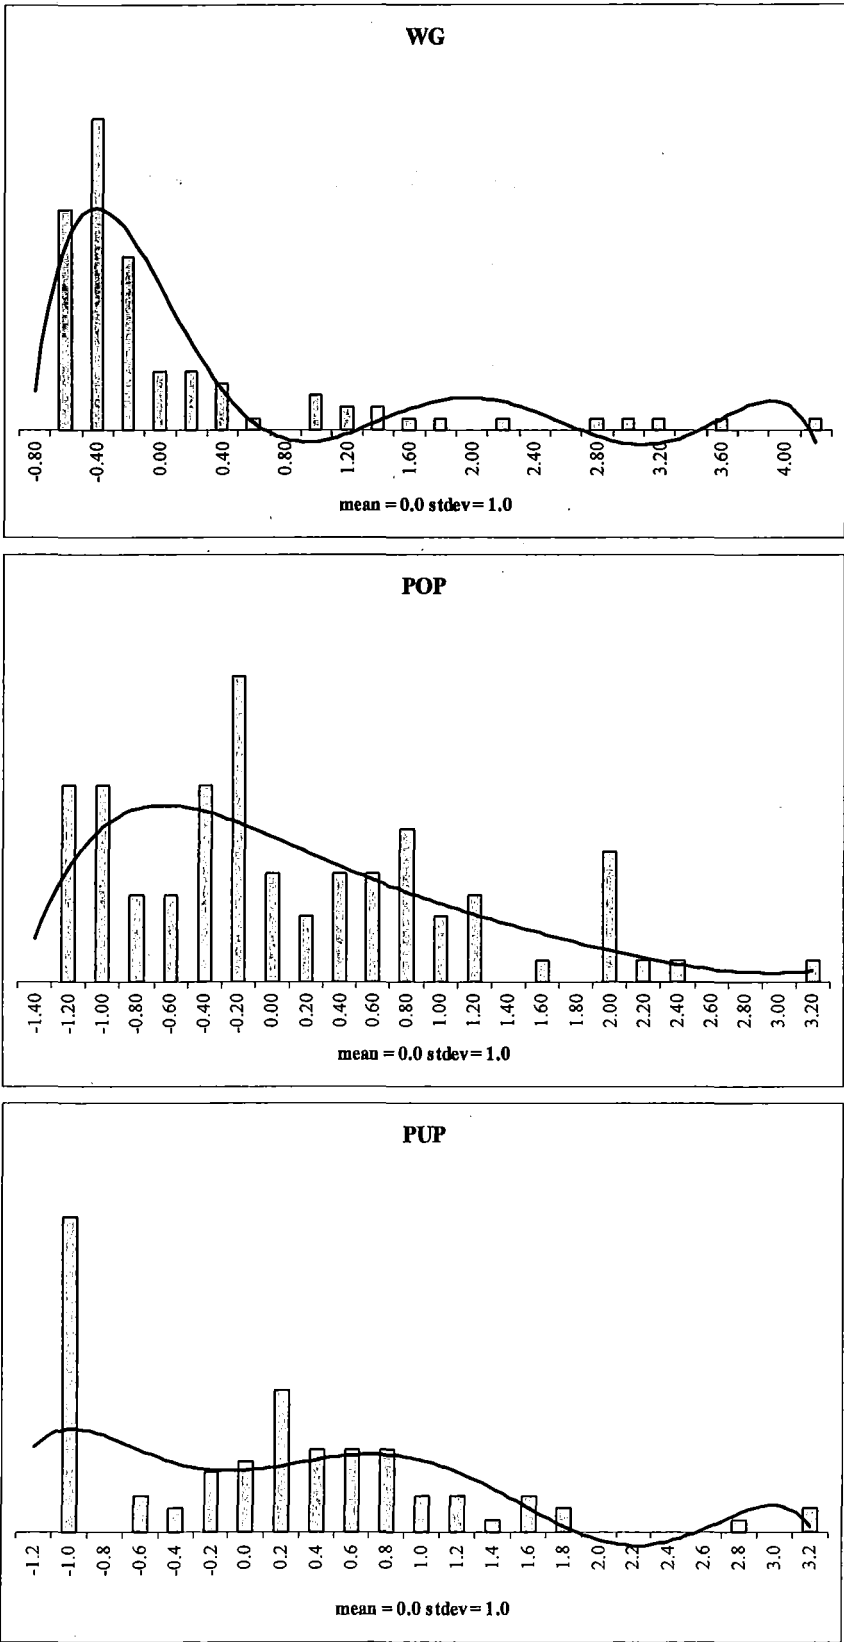 WG
-0.80 -0.40 0.00 0.40 0.80 1.20 1.60 2.00 2.40 2.80 3.20 3.60 4.00
mean = 0.0 stdev = 1.0
POP
-1.40 -1.20 -1.00 -0.80 -0.60 -0.40 -0.20 0.00 0.20 0.40 0.60 0.80 1.00 1.20 1.40 1.60 1.80 2.00 2.20 2.40 2.60 2.80 3.00 3.20
mean = 0.0 stdev = 1.0
PUP
-1.2 -1.0 -.8 -0.6 -0.4 -0.2 0.0 0.2 0.4 0.6 0.8 1.0 1.2 1.4 1.6 1.8 2.0 2.2 2.4 2.6 2.8 3.0 3.2
mean = 0.0 stdev = 1.0